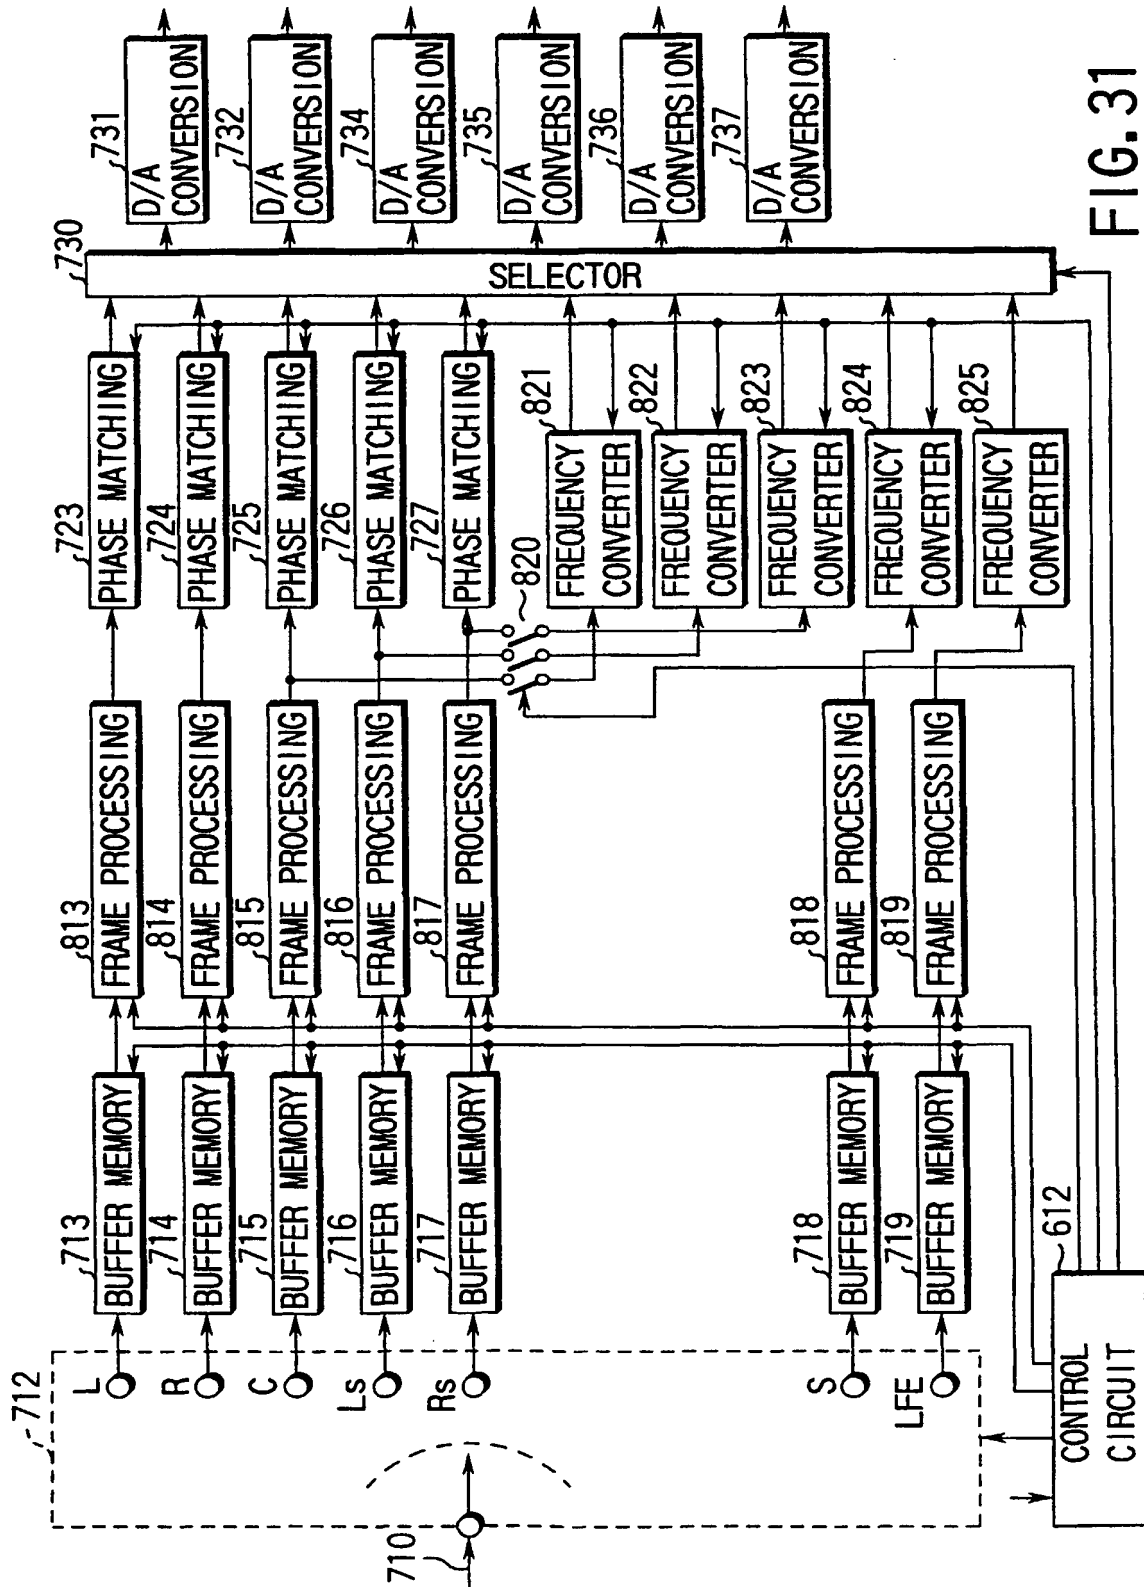 712
710
L
R
C
Ls
Rs
S
LFE
713
BUFFER MEMORY
714
BUFFER MEMORY
715
BUFFER MEMORY
716
BUFFER MEMORY
717
BUFFER MEMORY
718
BUFFER MEMORY
719
BUFFER MEMORY
612
CONTROL
CIRCUIT
813
FRAME PROCESSING
814
FRAME PROCESSING
815
FRAME PROCESSING
816
FRAME PROCESSING
817
FRAME PROCESSING
818
FRAME PROCESSING
819
FRAME PROCESSING
820
723
PHASE MATCHING
724
PHASE MATCHING
725
PHASE MATCHING
726
PHASE MATCHING
727
PHASE MATCHING
821
FREQUENCY
CONVERTER
822
FREQUENCY
CONVERTER
823
FREQUENCY
CONVERTER
824
FREQUENCY
CONVERTER
825
FREQUENCY
CONVERTER
730
SELECTOR
731
D/A
CONVERSION
732
D/A
CONVERSION
734
D/A
CONVERSION
735
D/A
CONVERSION
736
D/A
CONVERSION
737
D/A
CONVERSION
FIG.31